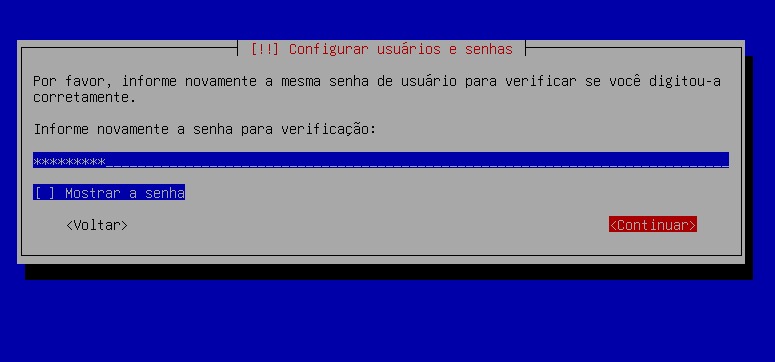 [!!] Configurar usuários e senhas
Por favor, informe novamente a mesma senha de usuário para verificar se você digitou-a
corretamente.
Informe novamente a senha para verificação:
*********
[ ] Mostrar a senha
<Voltar> <Continuar>